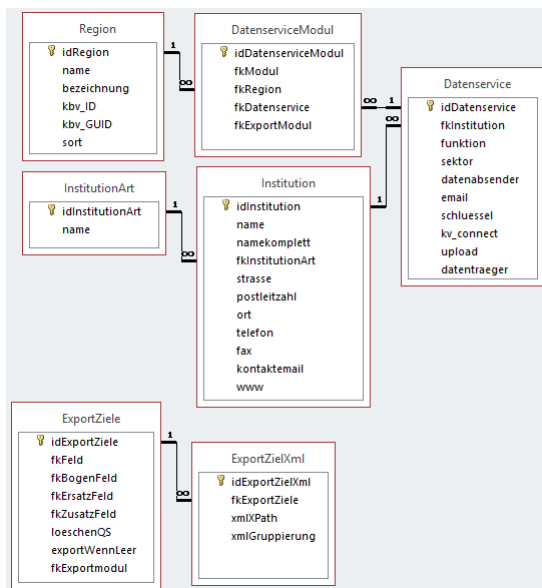 Region
idRegion
name
bezeichnung
kbv_ID
kbv_GUID
sort
1
∞
DatenserviceModul
idDatenserviceModul
fkModul
fkRegion
fkDatenservice
fkExportModul
∞
1
∞
Datenservice
idDatenservice
fkInstitution
funktion
sektor
datenabsender
email
schluessel
kv_connect
upload
datentraeger
InstitutionArt
idInstitutionArt
name
1
∞
Institution
idInstitution
name
namekomplett
fkInstitutionArt
strasse
postleitzahl
ort
telefon
fax
kontaktemail
www
1
ExportZiele
idExportZiele
fkFeld
fkBogenFeld
fkErsatzFeld
fkZusatzFeld
loeschenQS
exportWennLeer
fkExportmodul
1
∞
ExportZielXml
idExportZielXml
fkExportZiele
xmlXPath
xmlGruppierung